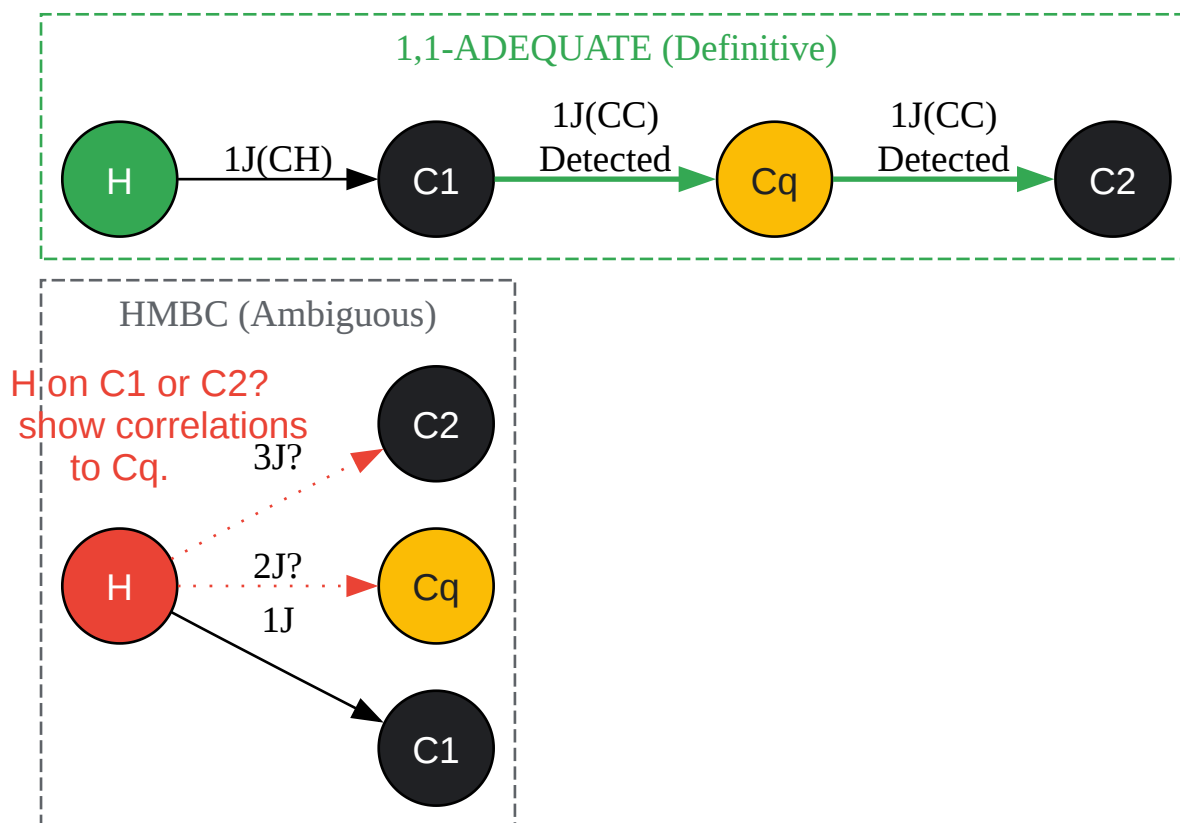 1,1-ADEQUATE (Definitive)
1J(CC)
Detected
1J(CC)
Detected
H
1J(CH)
C1
Cq
C2
HMBC (Ambiguous)
H on C1 or C2?
show correlations
to Cq.
C2
3J?
H
2J?
Cq
1J
C1